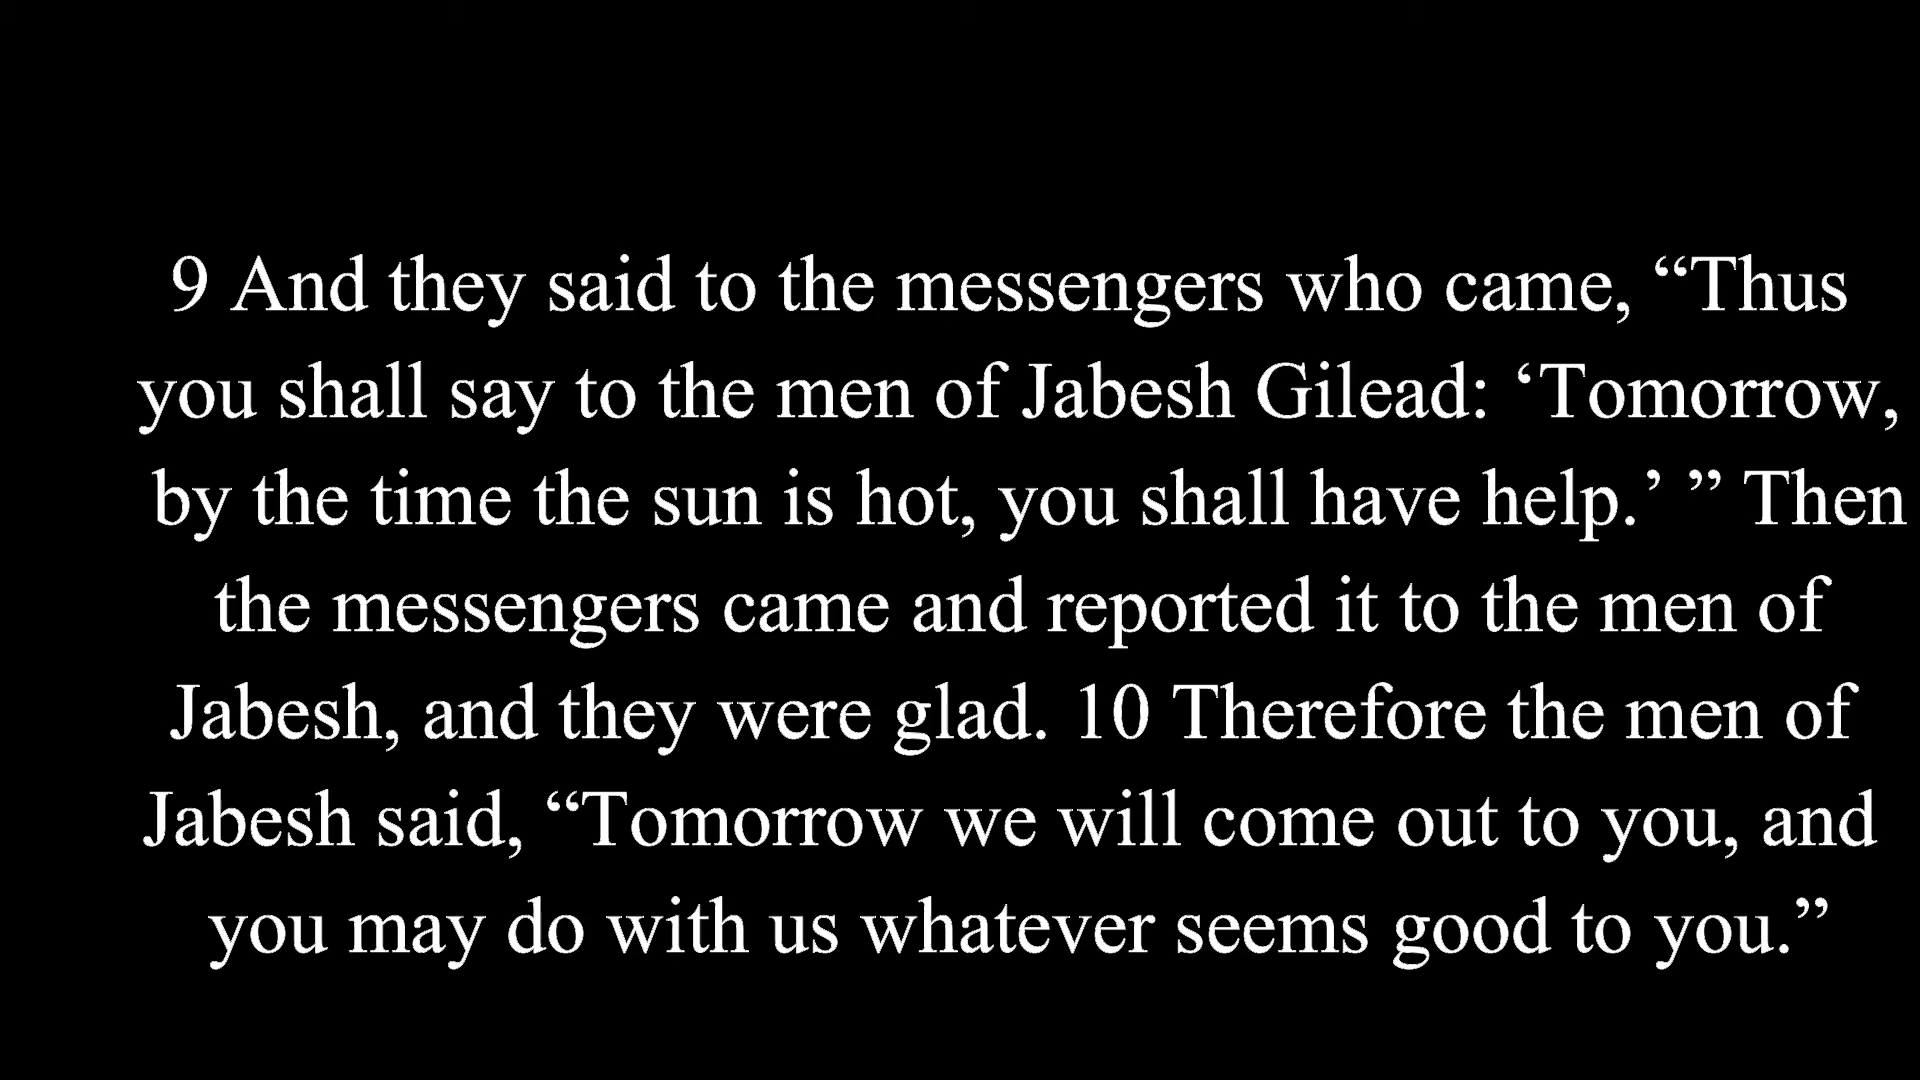 9 And they said to the messengers who came, “Thus
you shall say to the men of Jabesh Gilead: ‘Tomorrow,
by the time the sun is hot, you shall have help.’ ” Then
the messengers came and reported it to the men of
Jabesh, and they were glad. 10 Therefore the men of
Jabesh said, “Tomorrow we will come out to you, and
you may do with us whatever seems good to you.”